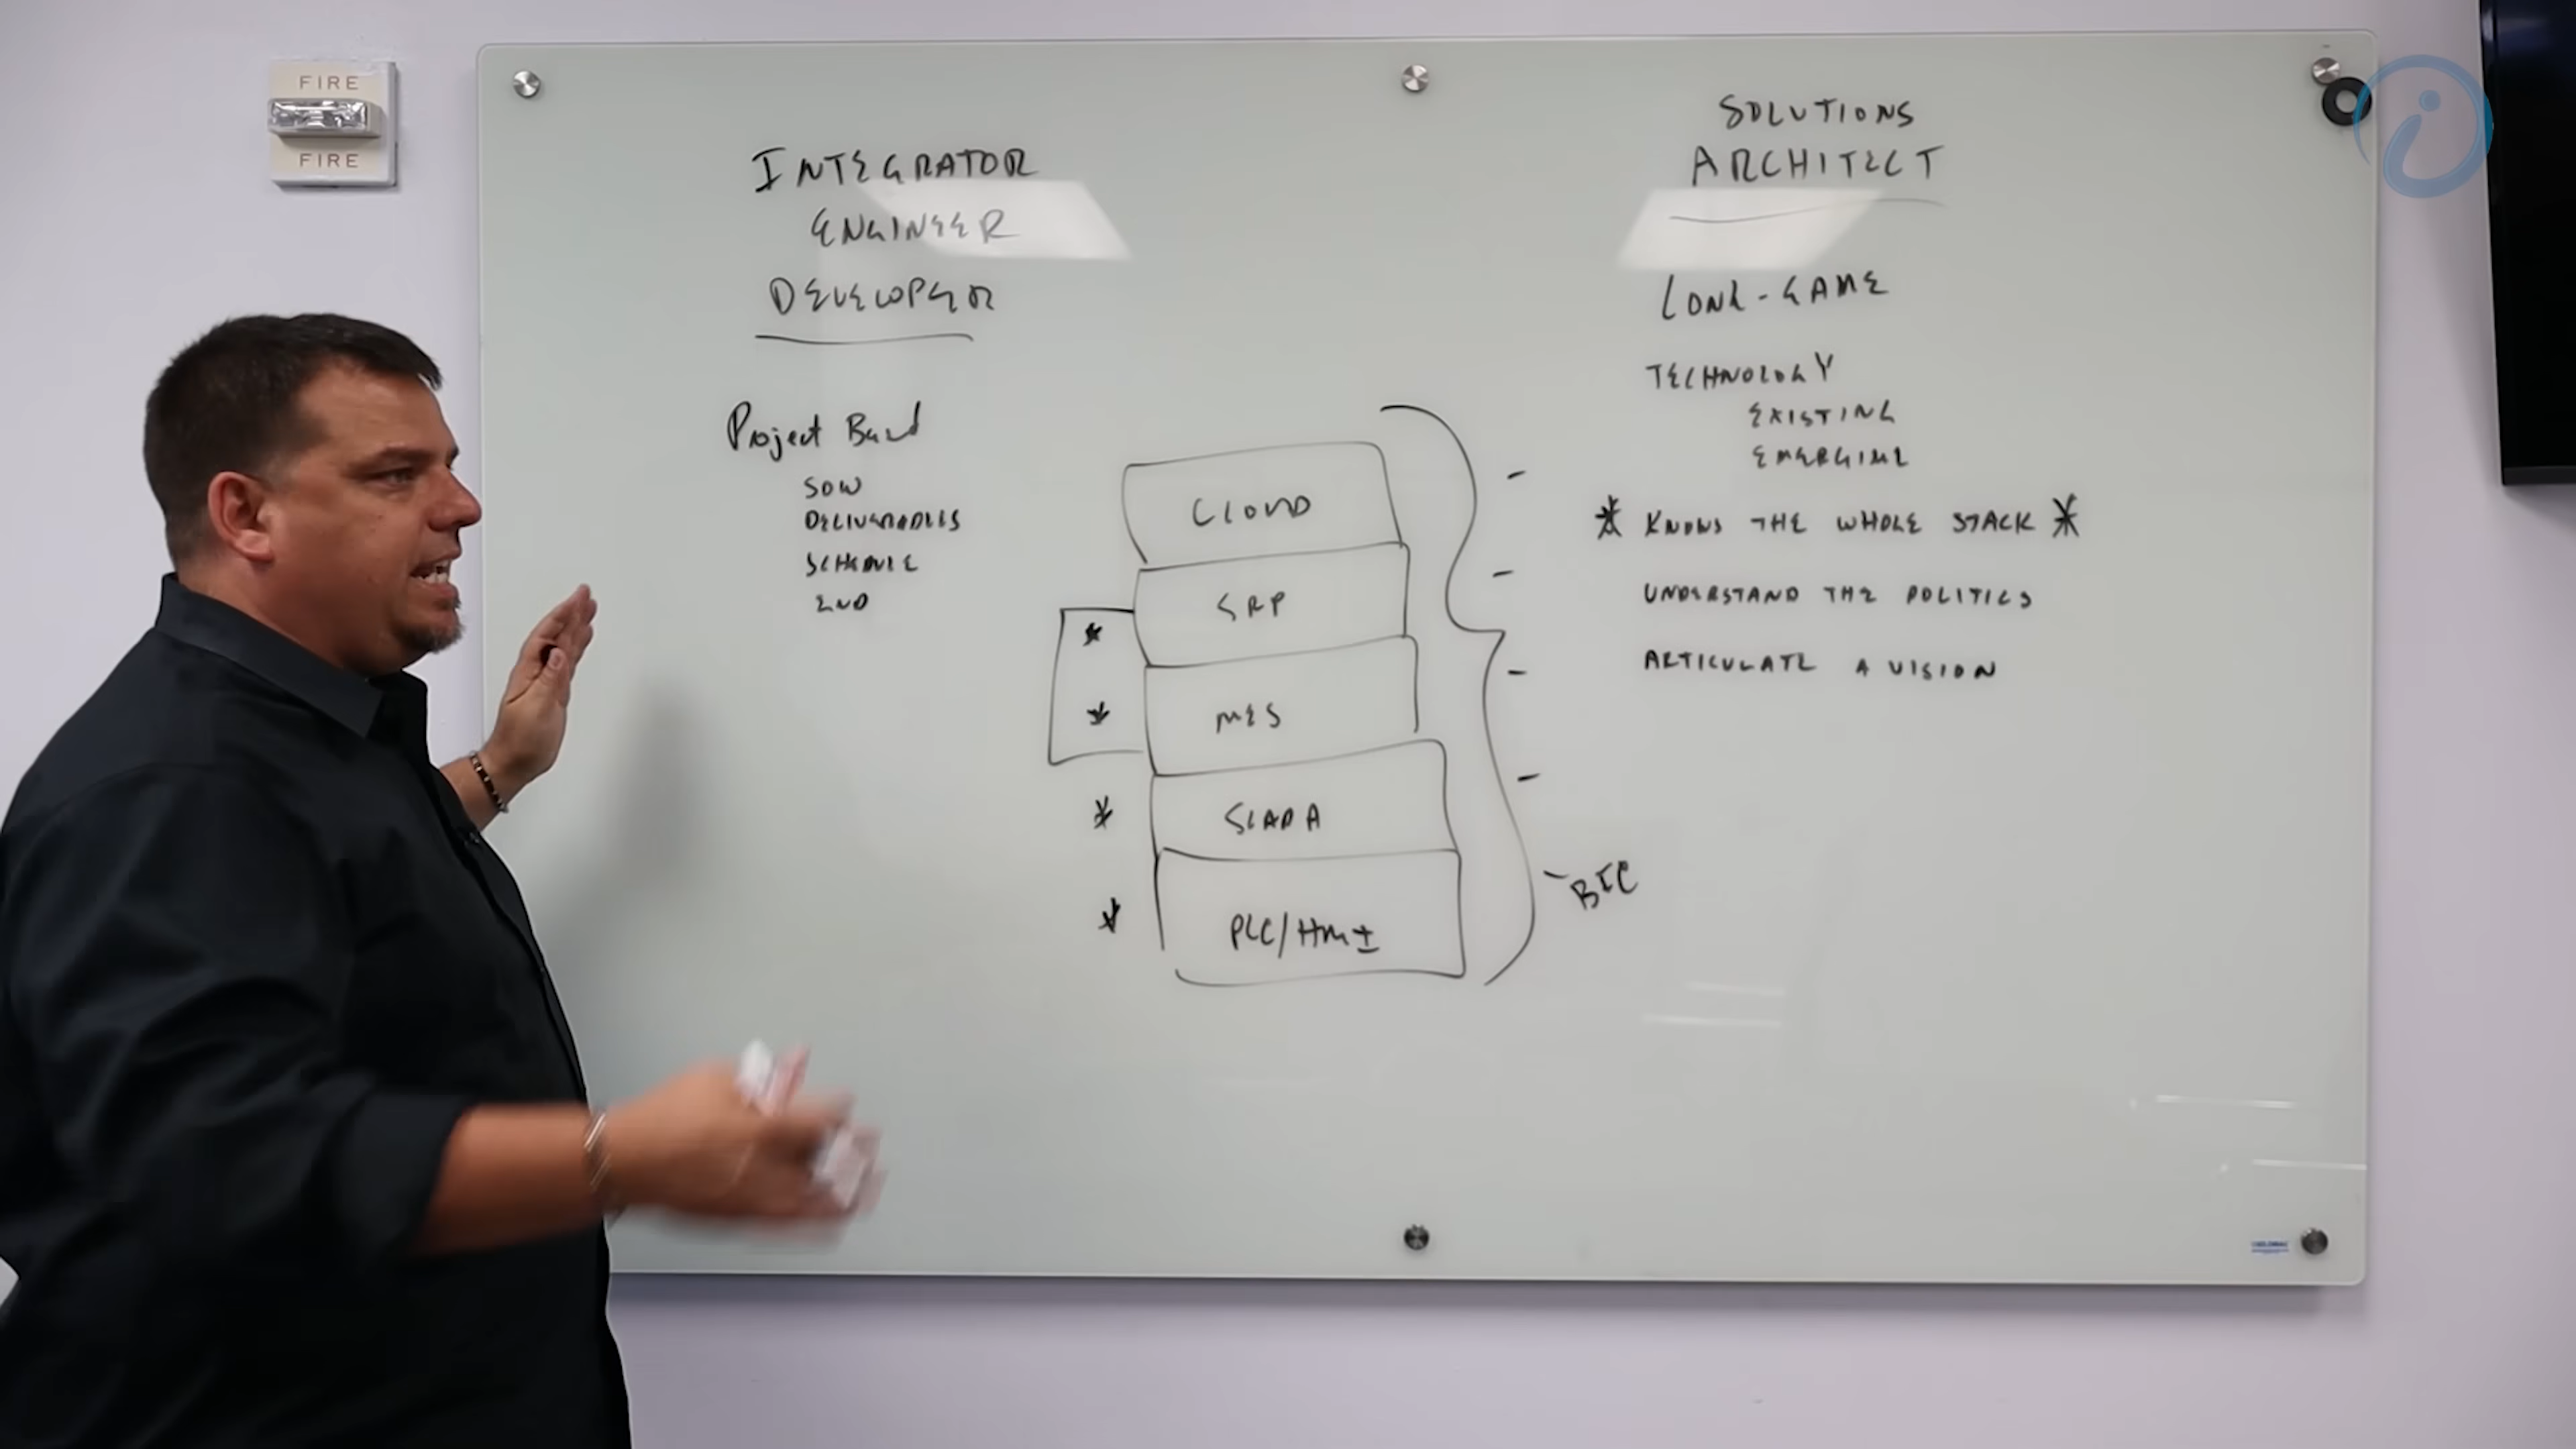 FIRE
FIRE
INTEGRATOR
ENGINEER
DEVELOPER
Project Based
SOW
DELIVERABLES
SCHEDULE
END
CLOUD
ERP
MES
SCADA
PLC/HMI
BIC
SOLUTIONS
ARCHITECT
LONG-GAME
TECHNOLOGY
EXISTING
EMERGING
* KNOWS THE WHOLE STACK *
UNDERSTAND THE POLITICS
ARTICULATE A VISION